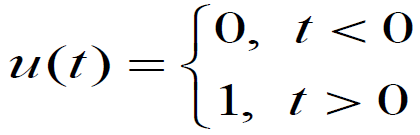 u(t) = { 0, t < 0
1, t > 0